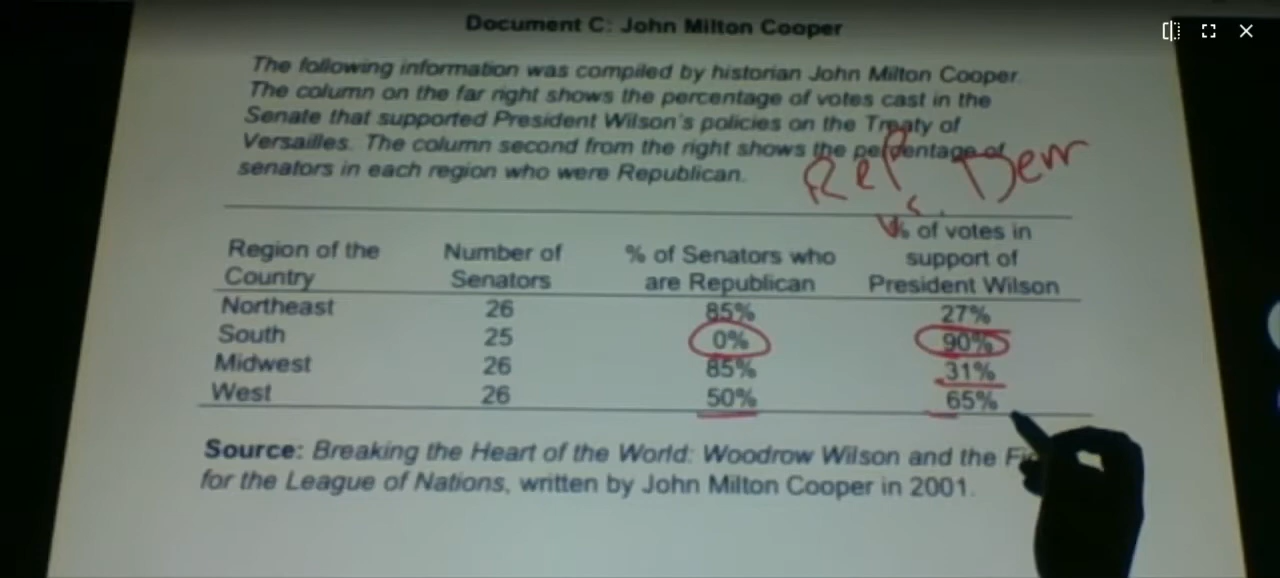 Document C: John Milton Cooper
The following information was compiled by historian John Milton Cooper.
The column on the far right shows the percentage of votes cast in the
Senate that supported President Wilson's policies on the Treaty of
Versailles. The column second from the right shows the percentage of
senators in each region who were Republican.
Rep Dem
vs.
Region of the Country Number of Senators % of Senators who are Republican % of votes in support of President Wilson
Northeast 26 85% 27%
South 25 0% 90%
Midwest 26 85% 31%
West 26 50% 65%
Source: Breaking the Heart of the World: Woodrow Wilson and the
for the League of Nations, written by John Milton Cooper in 2001.